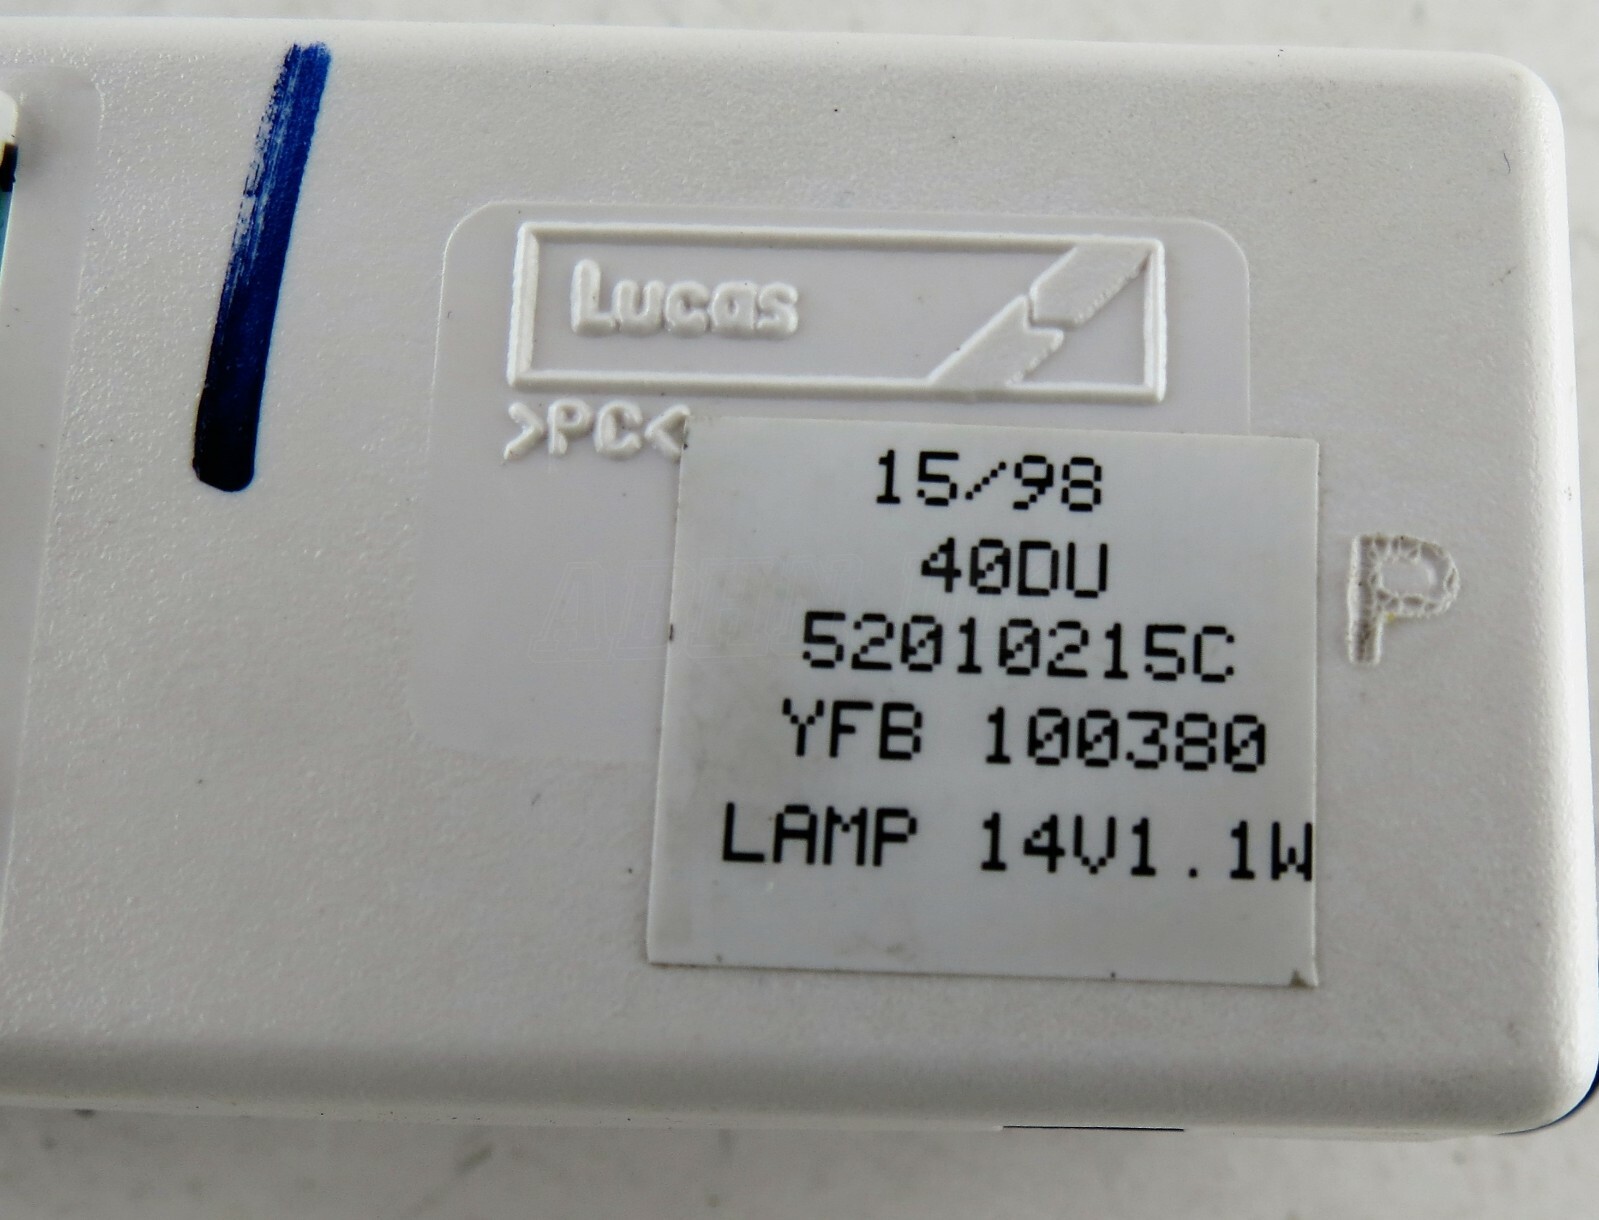 Lucas
>PC<
15/98
40DU
52010215C
YFB 100380
LAMP 14V1.1W
P